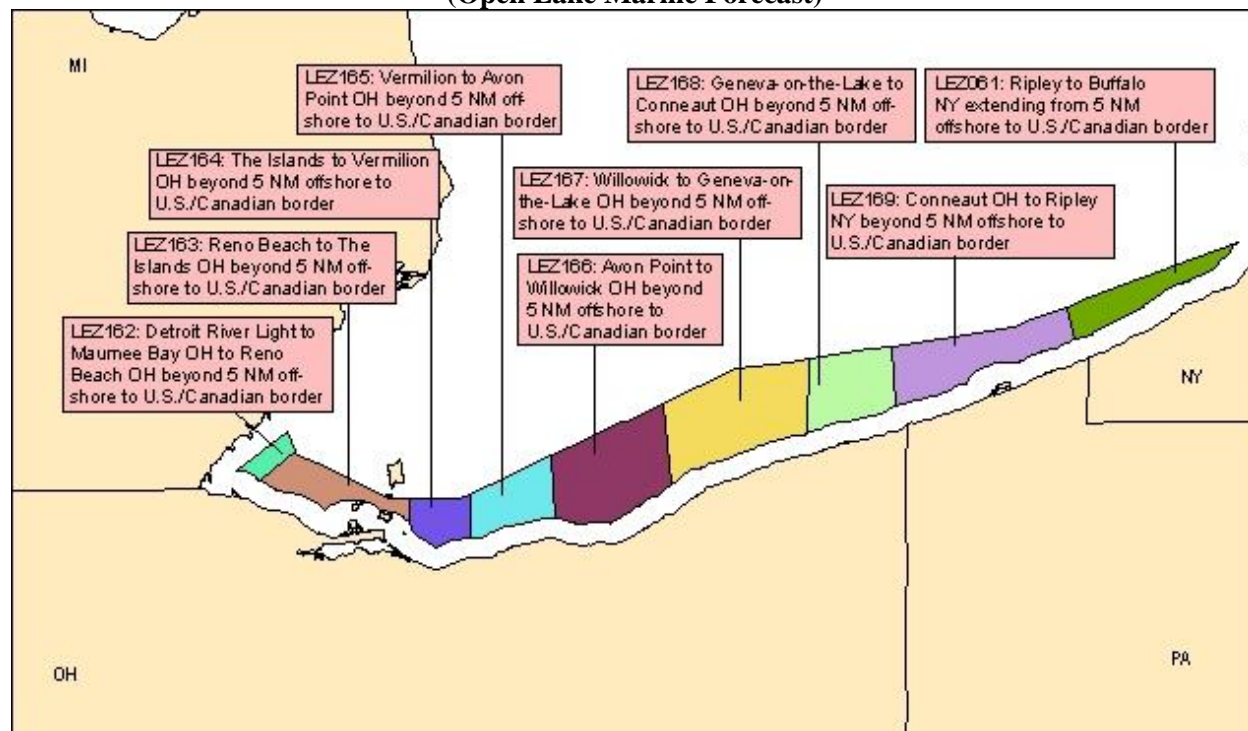 (Open Lake Marine Forecast)
MI
LEZ165: Vermilion to Avon
Point OH beyond 5 NM off-
shore to U.S./Canadian border
LEZ168: Geneva-on-the-Lake to
Conneaut OH beyond 5 NM off-
shore to U.S./Canadian border
LEZ061: Ripley to Buffalo
NY extending from 5 NM
offshore to U.S./Canadian border
LEZ164: The Islands to Vermilion
OH beyond 5 NM offshore to
U.S./Canadian border
LEZ167: Willowick to Geneva-on-
the-Lake OH beyond 5 NM off-
shore to U.S./Canadian border
LEZ169: Conneaut OH to Ripley
NY beyond 5 NM offshore to
U.S./Canadian border
LEZ163: Reno Beach to The
Islands OH beyond 5 NM off-
shore to U.S./Canadian border
LEZ166: Avon Point to
Willowick OH beyond
5 NM offshore to
U.S./Canadian border
LEZ162: Detroit River Light to
Maumee Bay OH to Reno
Beach OH beyond 5 NM off-
shore to U.S./Canadian border
NY
OH
PA